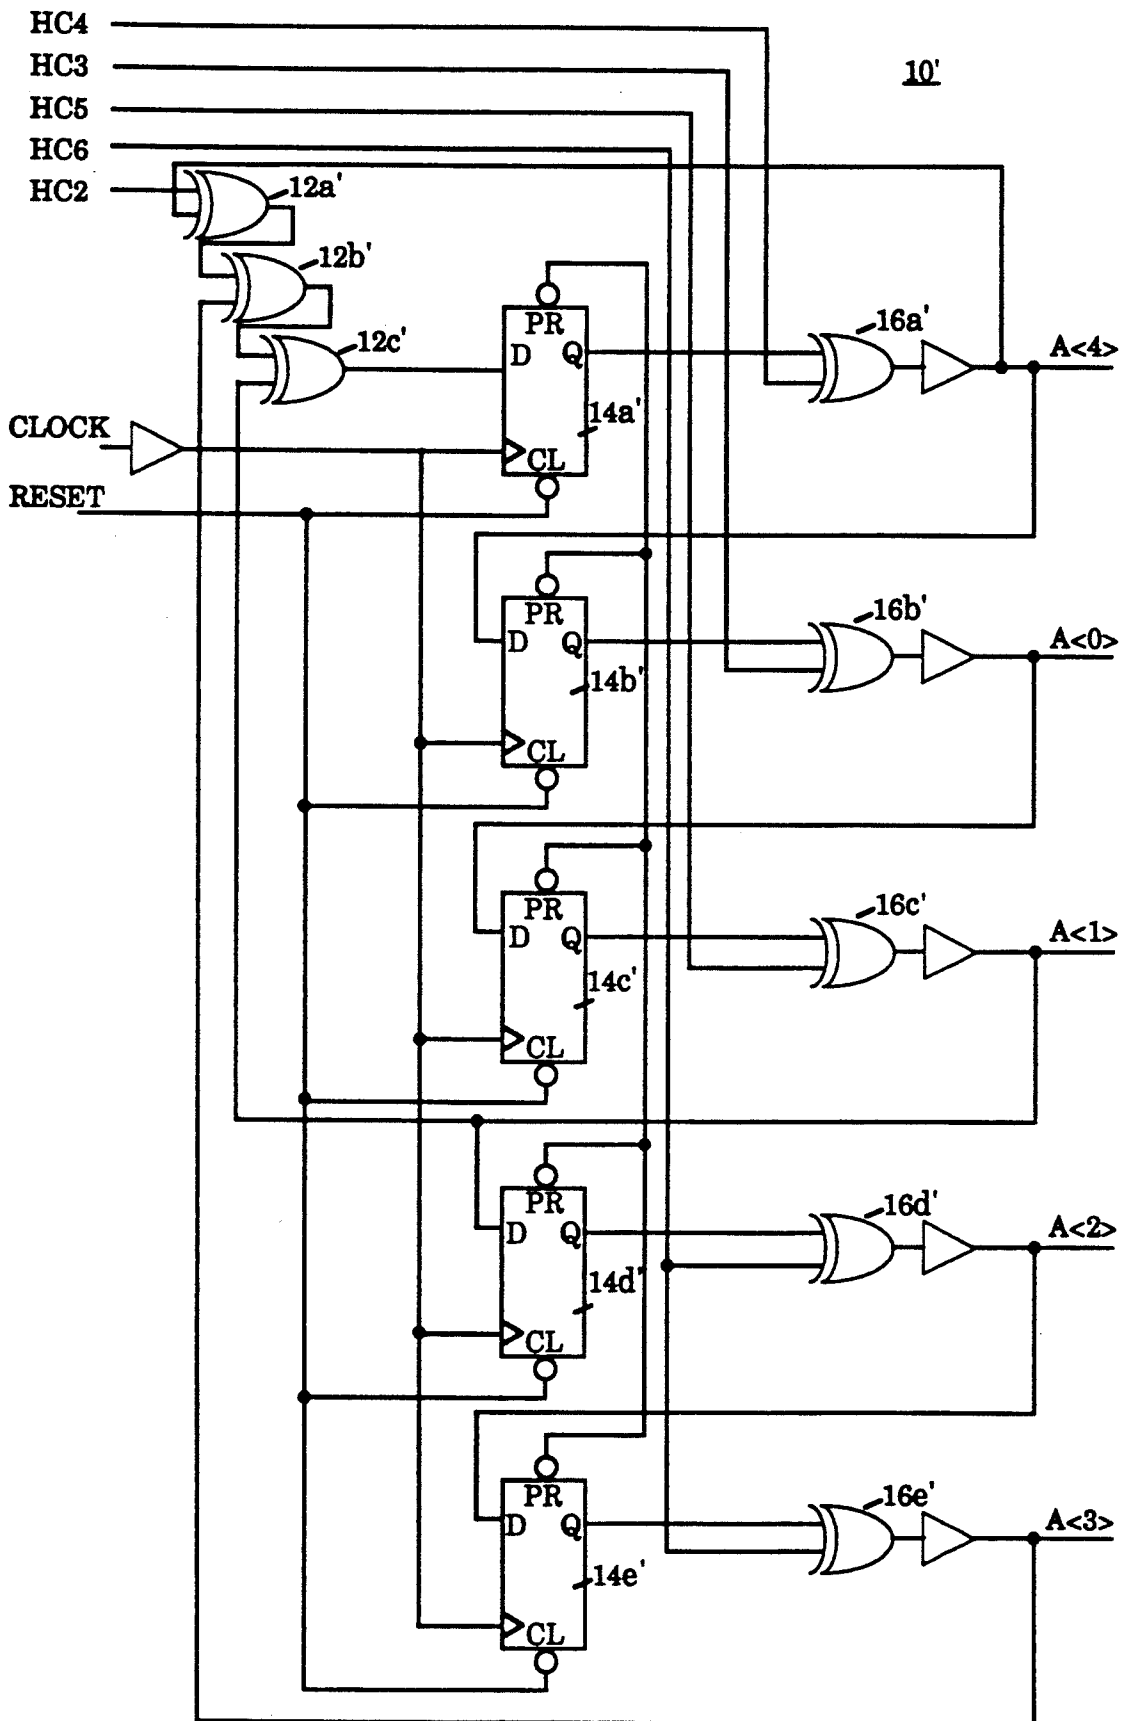 HC4
HC3
10'
HC5
HC6
HC2
12a'
12b'
12c'
PR
D
Q
16a'
A<4>
14a'
CLOCK
CL
RESET
PR
D
Q
16b'
A<0>
14b'
CL
PR
D
Q
16c'
A<1>
14c'
CL
PR
D
Q
16d'
A<2>
14d'
CL
PR
D
Q
16e'
A<3>
14e'
CL